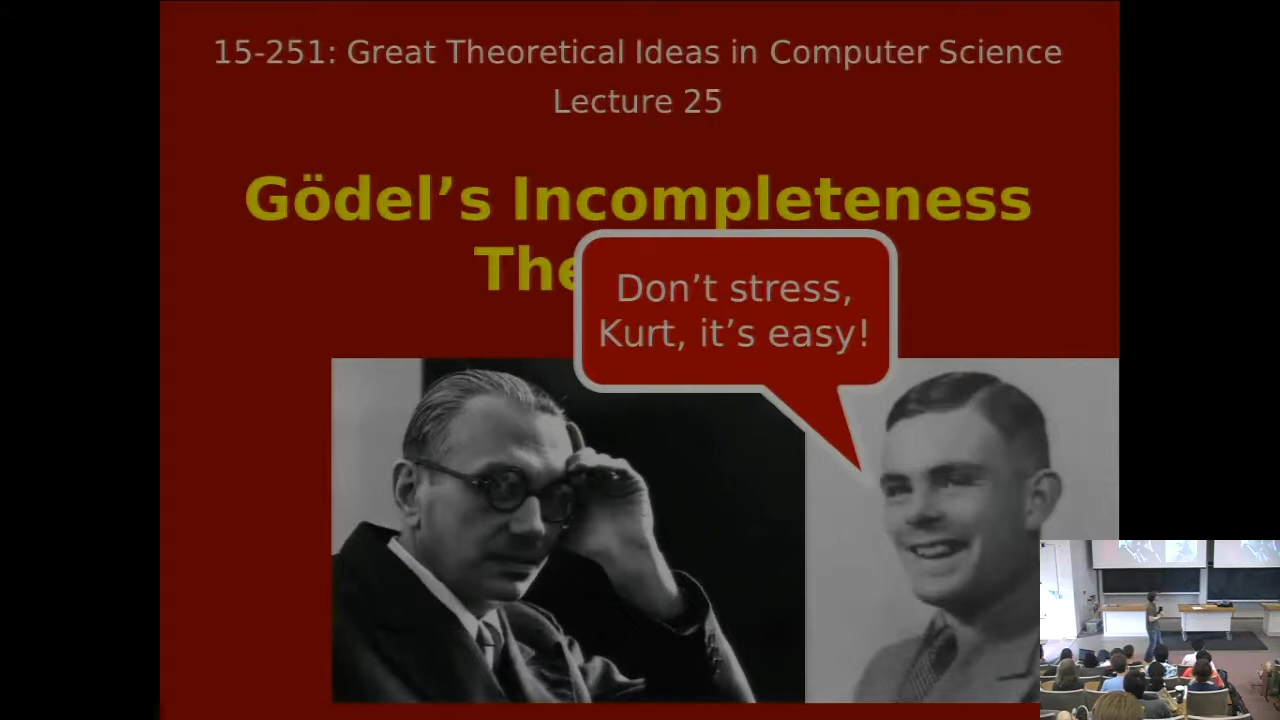 15-251: Great Theoretical Ideas in Computer Science
Lecture 25
Gödel’s Incompleteness
The
Don’t stress,
Kurt, it’s easy!